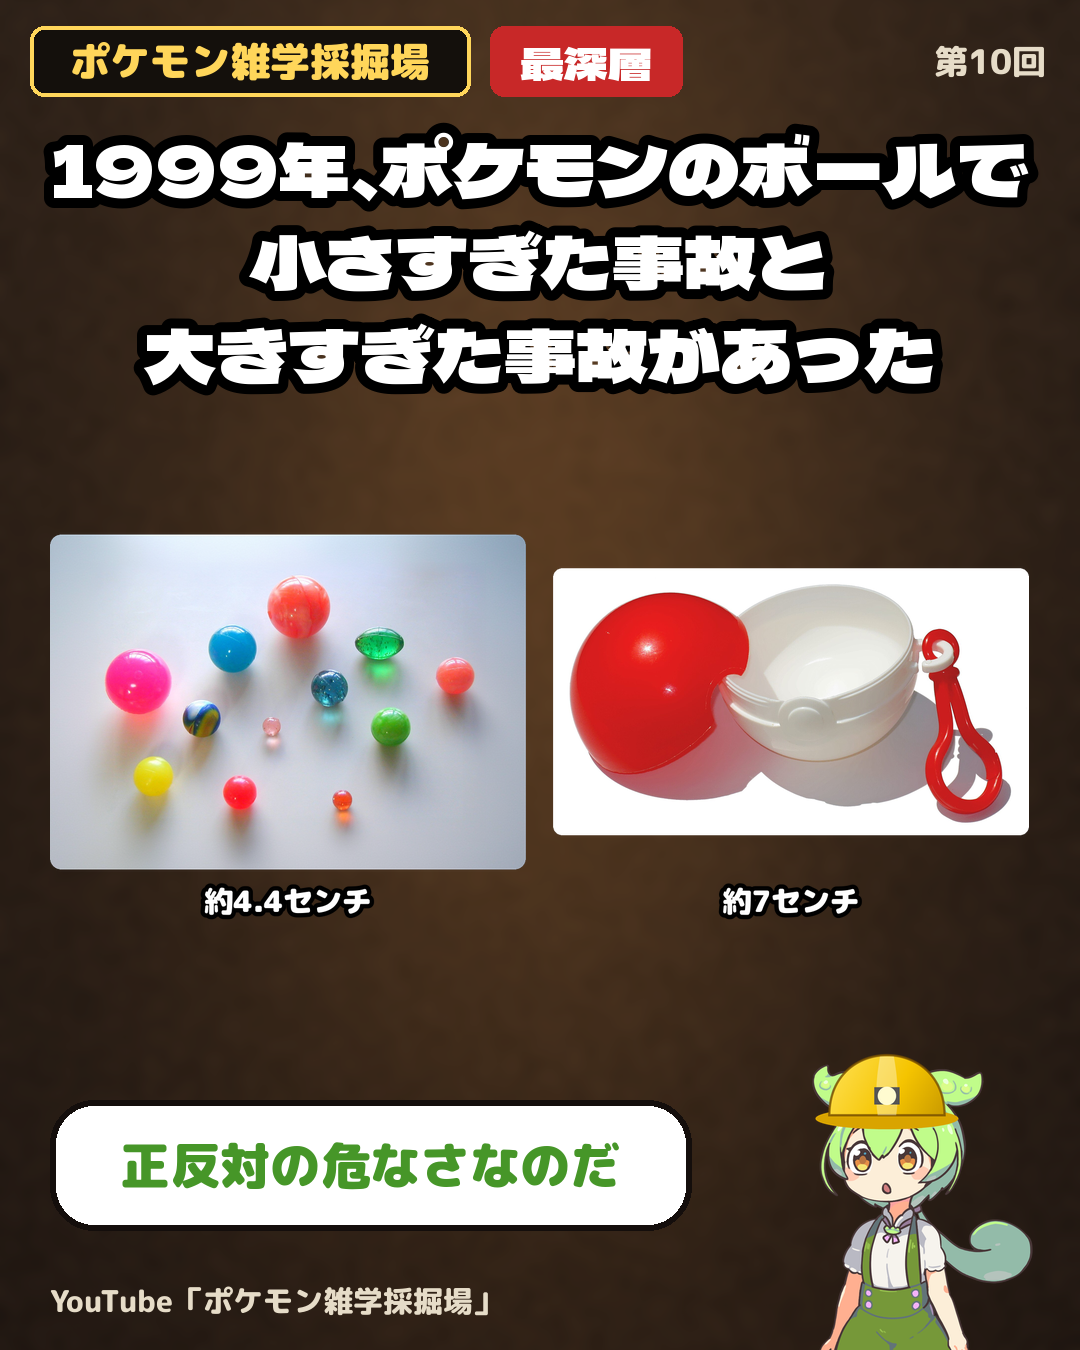 ポケモン雑学採掘場
最深層
第10回
1999年、ポケモンのボールで
小さすぎた事故と
大きすぎた事故があった
約4.4センチ
約7センチ
正反対の危なさなのだ
YouTube「ポケモン雑学採掘場」